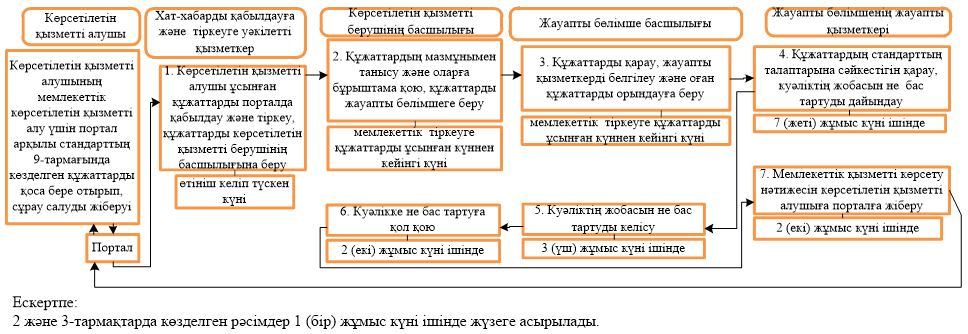 Көрсетілетін
қызметті алушы
Хат-хабарды қабылдауға
және тіркеуге уәкілетті
қызметкер
Көрсетілетін қызметті
берушінің басшылығы
Жауапты бөлімше басшылығы
Жауапты бөлімшенің жауапты
қызметкері
Көрсетілетін қызметті
алушының
мемлекеттік
көрсетілетін қызметті
алу үшін портал
арқылы стандарттың
9-тармағында
көзделген құжаттарды
қоса бере отырып,
сұрау салуды жіберуі
Портал
1. Көрсетілетін қызметті
алушы ұсынған
құжаттарды порталда
қабылдау және тіркеу,
құжаттарды көрсетілетін
қызметті берушінің
басшылығына беру
өтініш келіп түскен
күні
2. Құжаттардың мазмұнымен
танысу және оларға
бұрыштама қою, құжаттарды
жауапты бөлімшеге беру
мемлекеттік тіркеуге
құжаттарды ұсынған күннен
кейінгі күні
3. Құжаттарды қарау, жауапты
қызметкерді белгілеу және оған
құжаттарды орындауға беру
мемлекеттік тіркеуге құжаттарды
ұсынған күннен кейінгі күні
4. Құжаттардың стандарттың
талаптарына сәйкестігін қарау,
куәліктің жобасын не бас
тартуды дайындау
7 (жеті) жұмыс күні ішінде
5. Куәліктің жобасын не бас
тартуды келісу
3 (үш) жұмыс күні ішінде
6. Куәлікке не бас тартуға
қол қою
2 (екі) жұмыс күні ішінде
7. Мемлекеттік қызметті көрсету
нәтижесін көрсетілетін қызметті
алушыға порталға жіберу
2 (екі) жұмыс күні ішінде
Ескертпе:
2 және 3-тармақтарда көзделген рәсімдер 1 (бір) жұмыс күні ішінде жүзеге асырылады.